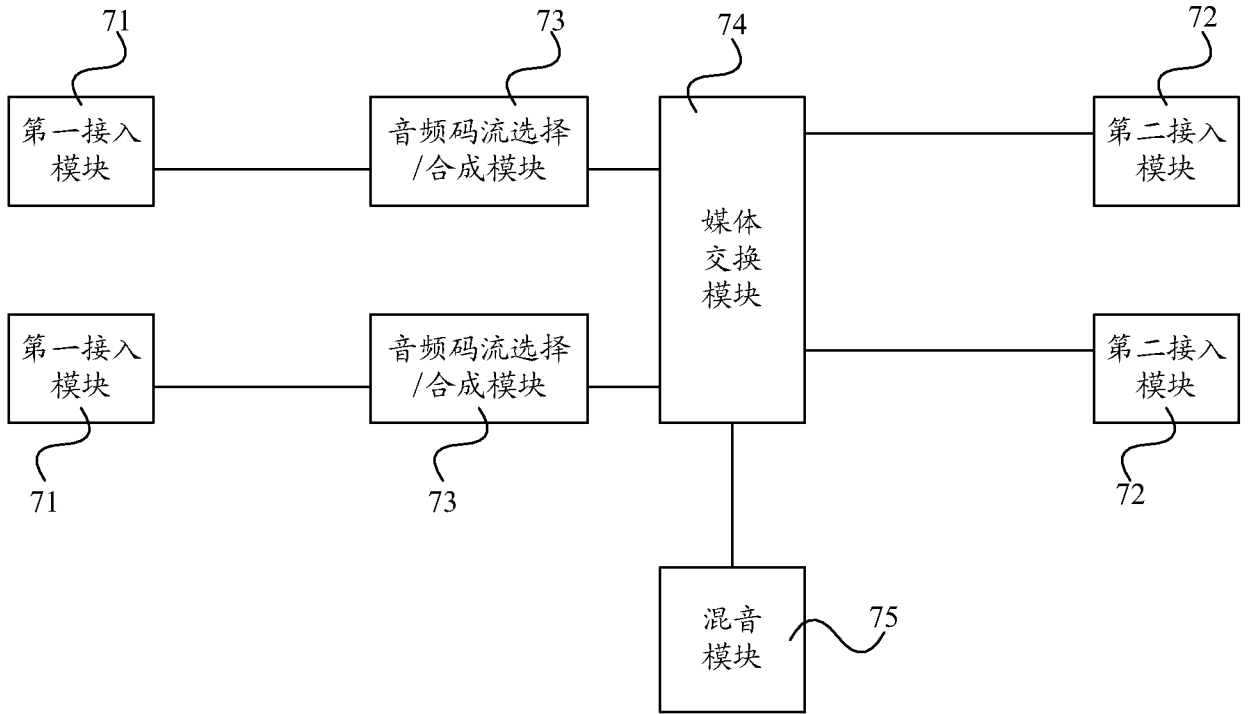 71
73
74
72
第一接入
模块
音频码流选择
/合成模块
媒体
交换
模块
第二接入
模块
第一接入
模块
音频码流选择
/合成模块
第二接入
模块
71
73
72
混音
模块
75